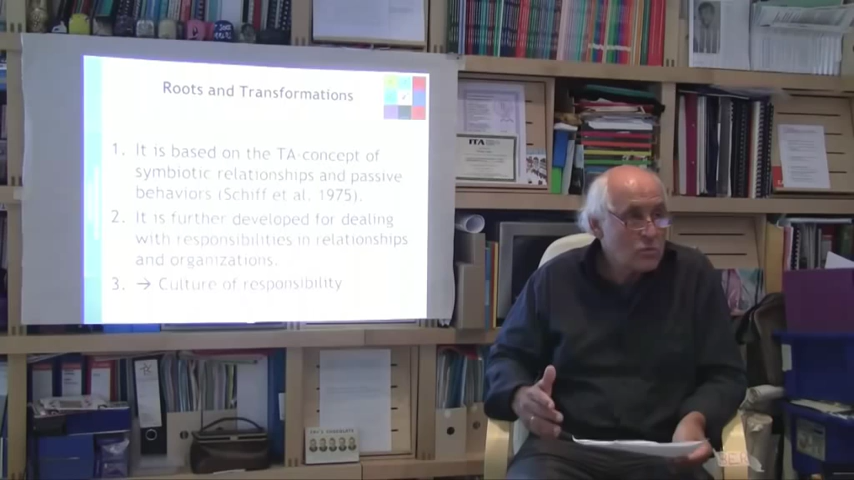 Roots and Transformations
1. It is based on the TA-concept of
symbiotic relationships and passive
behaviors (Schiff et al. 1975).
2. It is further developed for dealing
with responsibilities in relationships
and organizations.
3. → Culture of responsibility
ITA